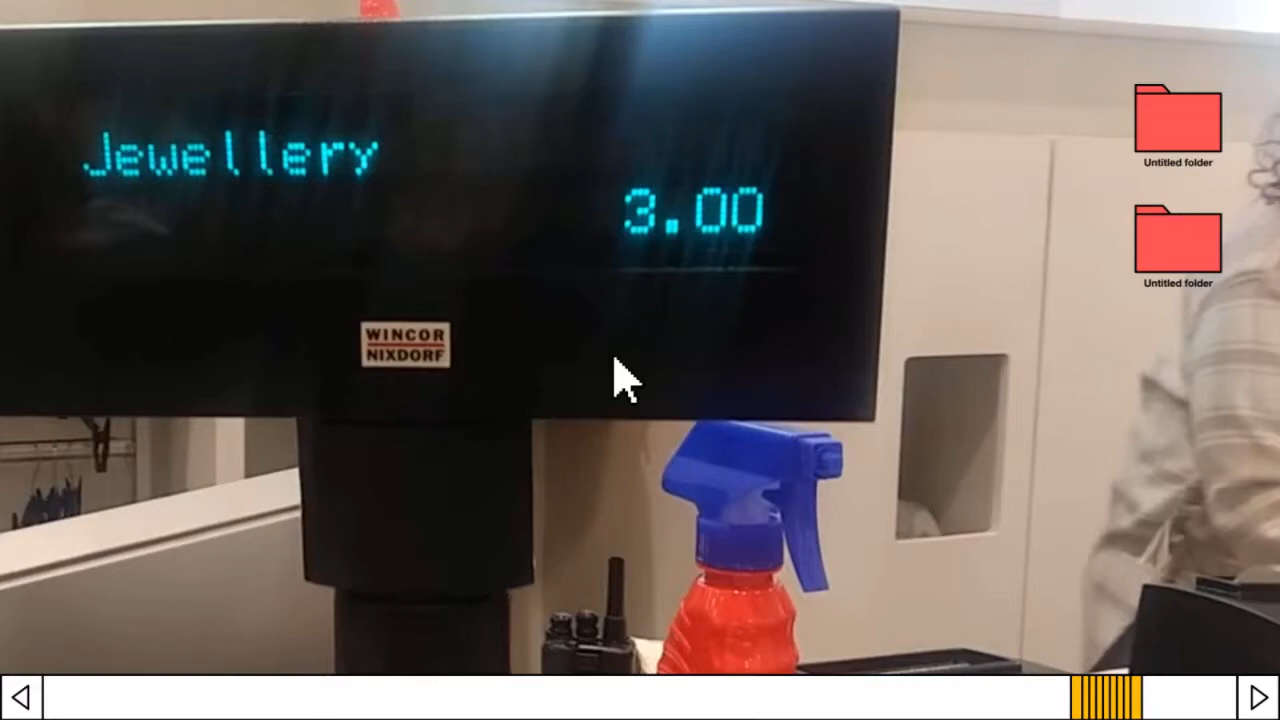 Jewellery
3.00
WINCOR
NIXDORF
Untitled folder
Untitled folder